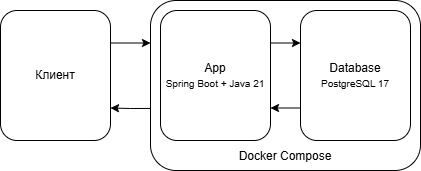 Клиент
App
Spring Boot + Java 21
Database
PostgreSQL 17
Docker Compose